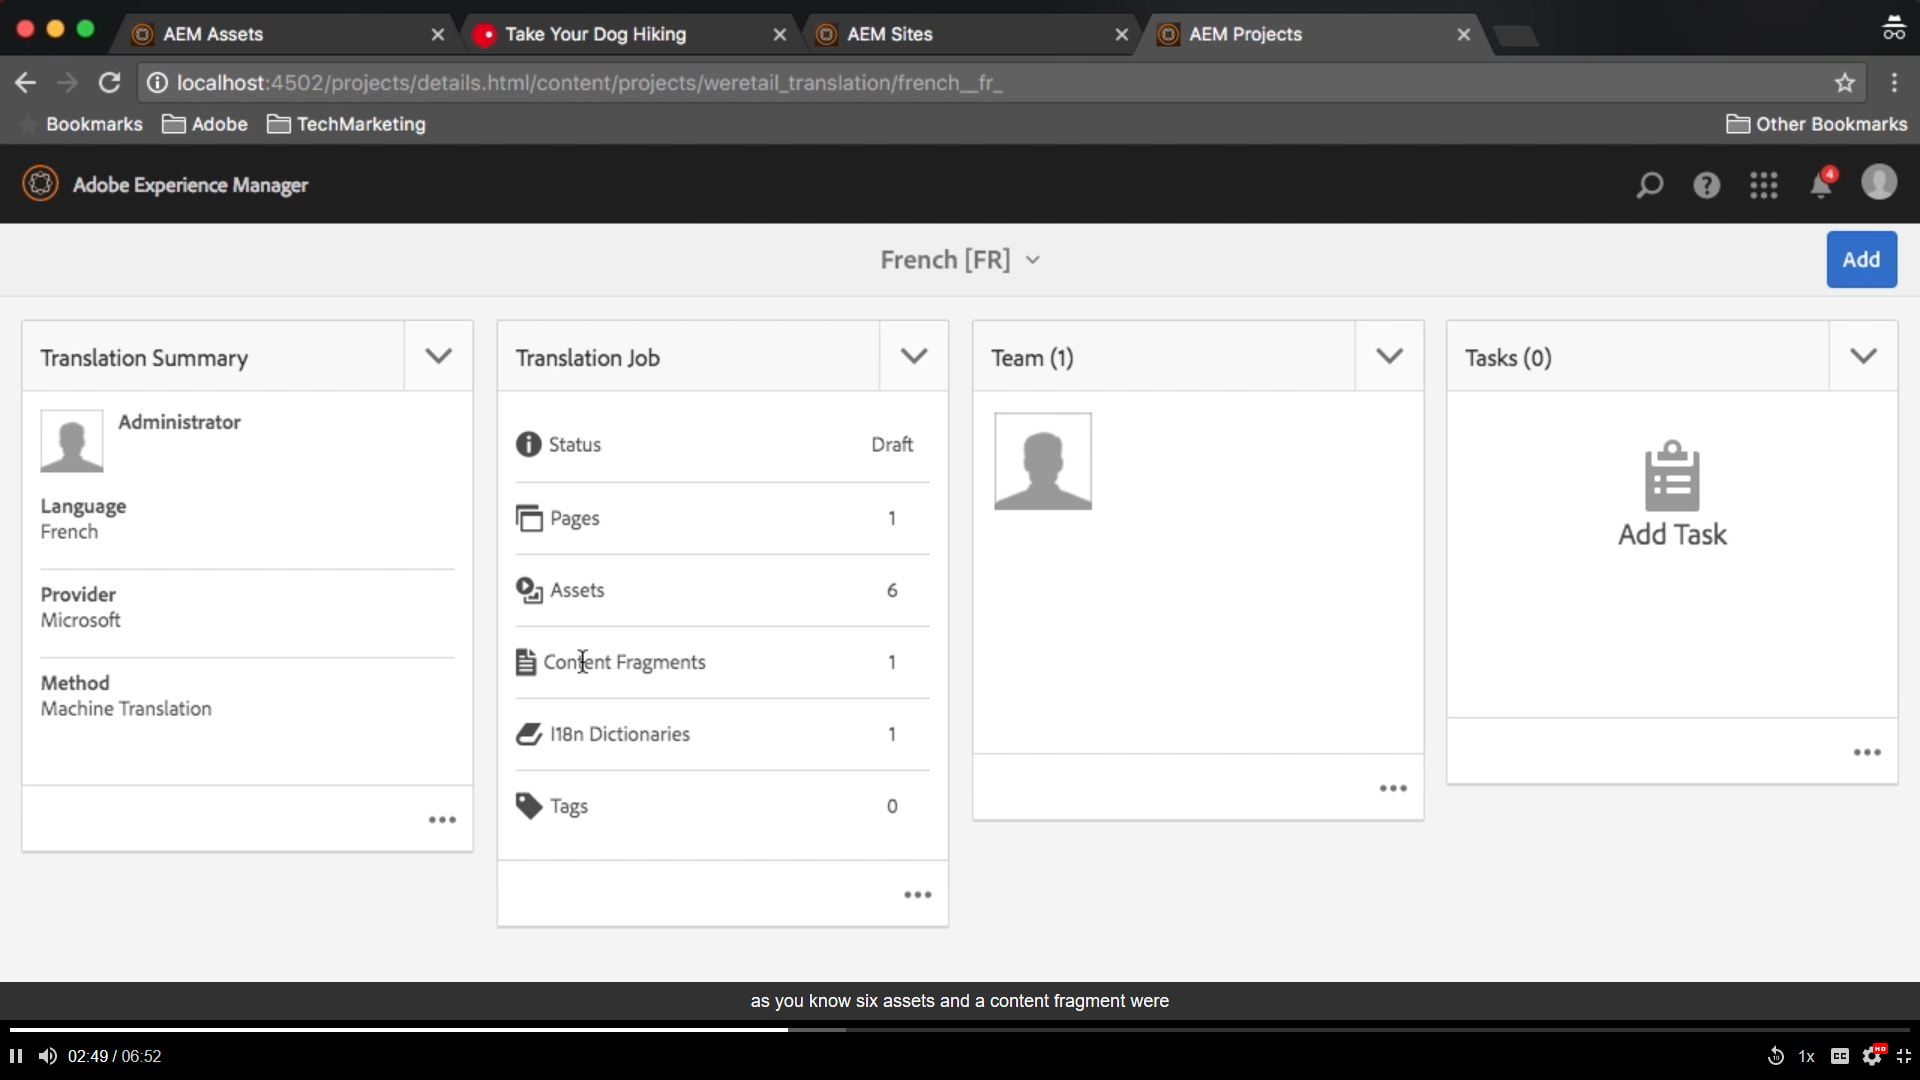 AEM Assets
Take Your Dog Hiking
AEM Sites
AEM Projects
localhost:4502/projects/details.html/content/projects/weretail_translation/french__fr_
Bookmarks
Adobe
TechMarketing
Other Bookmarks
Adobe Experience Manager
4
French [FR]
Add
Translation Summary
Administrator
Language
French
Provider
Microsoft
Method
Machine Translation
Translation Job
Status Draft
Pages 1
Assets 6
Content Fragments 1
I18n Dictionaries 1
Tags 0
Team (1)
Tasks (0)
Add Task
as you know six assets and a content fragment were
02:49 / 06:52
10
1x
CC
HD